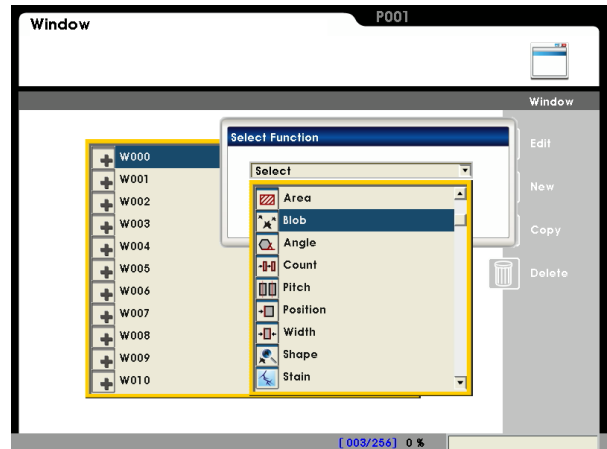 P001
Window
Window
Select Function
Edit
W000
Select
W001
New
Area
W002
Blob
W003
Copy
Angle
W004
Count
W005
Delete
Pitch
W006
Position
W007
Width
W008
Shape
W009
Stain
W010
[003/256] 0 %